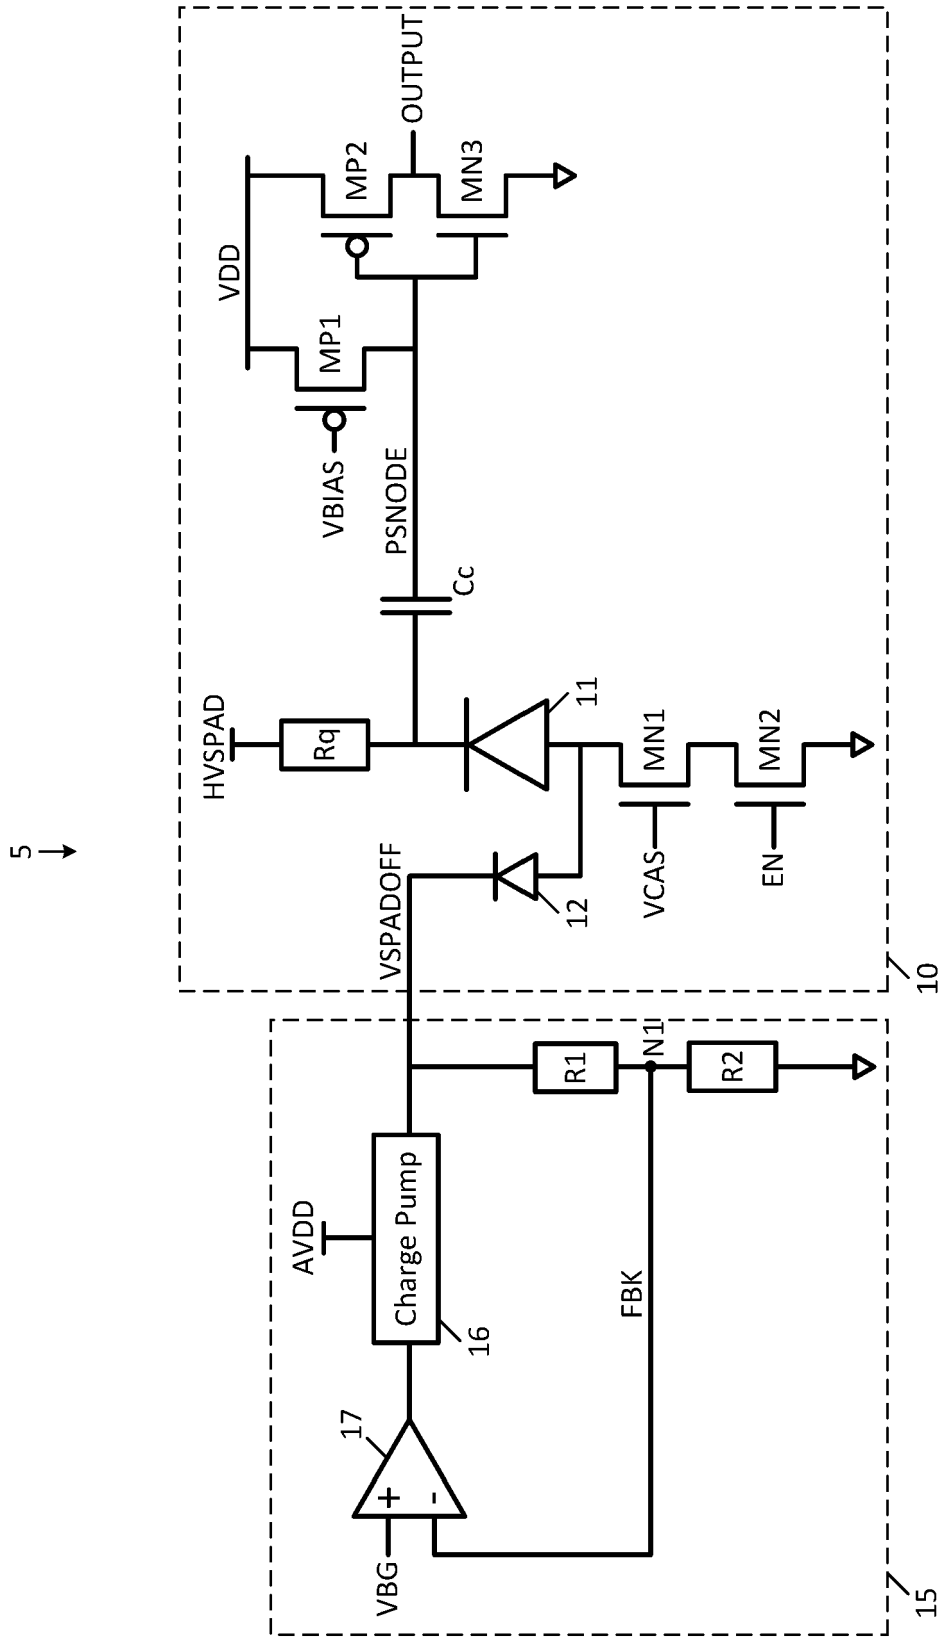 5
VDD
MP2
OUTPUT
MP1
MN3
VBIAS
PSNODE
Cc
HVSPAD
Rq
11
MN1
MN2
VSPADOFF
12
VCAS
EN
10
AVDD
Charge Pump
16
R1
N1
R2
FBK
17
+
-
VBG
15